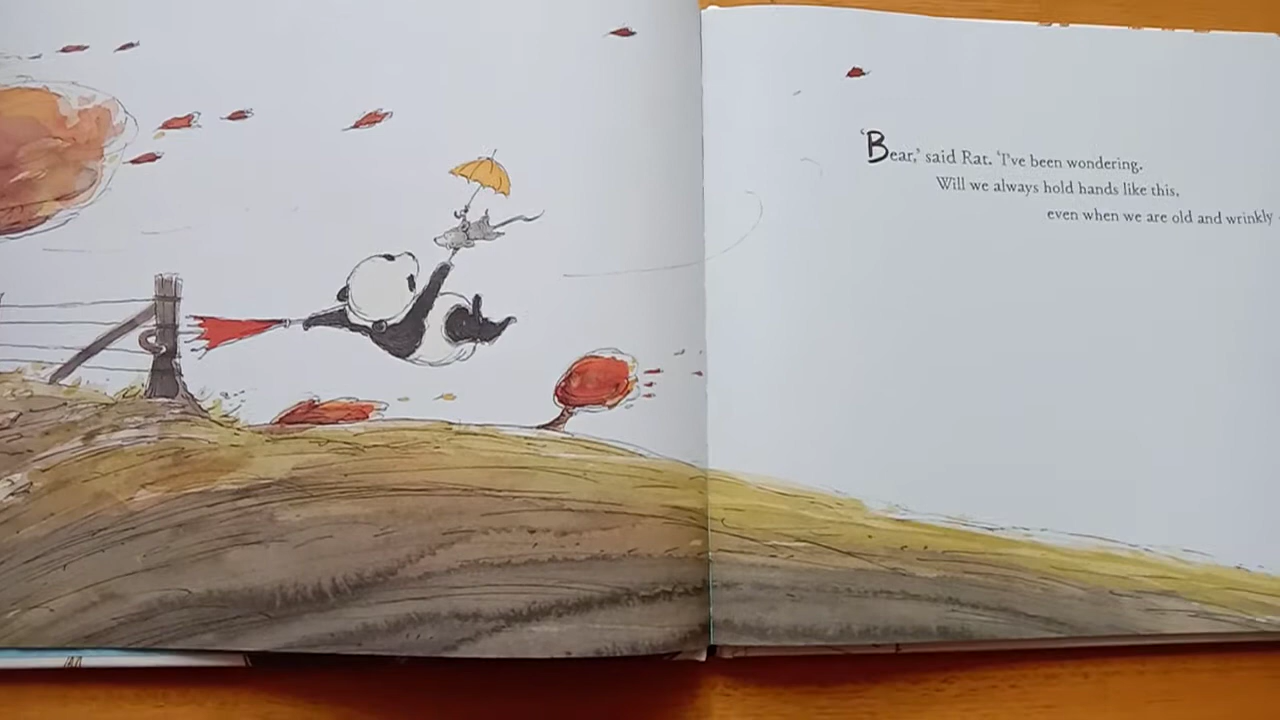 ‘Bear,’ said Rat. ‘I’ve been wondering.
Will we always hold hands like this,
even when we are old and wrinkly